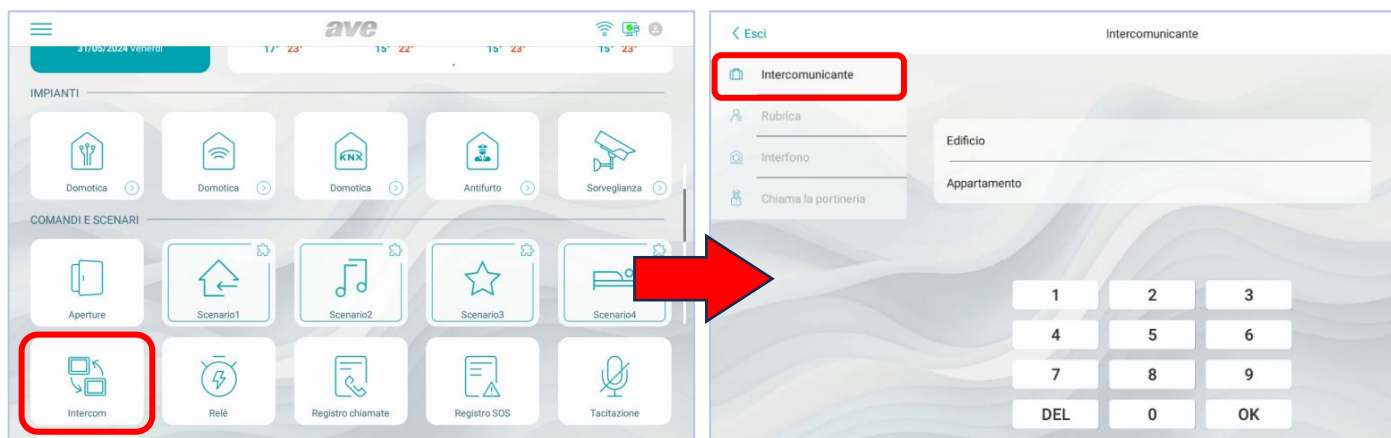 ave
31/05/2024 Venerdì
17° 23°
15° 22°
15° 23°
15° 23°
IMPIANTI
Domotica
Domotica
KNX
Domotica
Antifurto
Sorveglianza
COMANDI E SCENARI
Aperture
Scenario1
Scenario2
Scenario3
Scenario4
Intercom
Relè
Registro chiamate
Registro SOS
Tacitazione
Esci
Intercomunicante
Intercomunicante
Rubrica
Interfono
Chiama la portineria
Edificio
Appartamento
1 2 3
4 5 6
7 8 9
DEL 0 OK